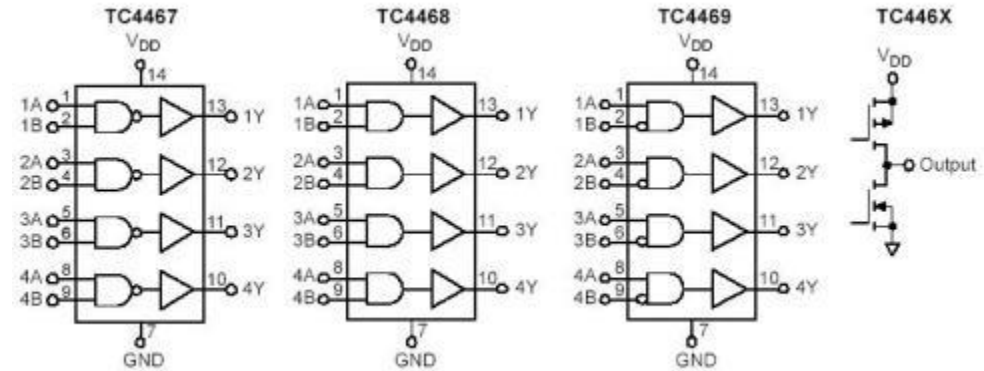 TC4467 TC4468 TC4469 TC446X
VDD VDD VDD VDD
14 14 14
1A 1 13 1Y 1A 1 13 1Y 1A 1 13 1Y
1B 2 1B 2 1B 2
2A 3 12 2Y 2A 3 12 2Y 2A 3 12 2Y Output
2B 4 2B 4 2B 4
3A 5 11 3Y 3A 5 11 3Y 3A 5 11 3Y
3B 6 3B 6 3B 6
4A 8 10 4Y 4A 8 10 4Y 4A 8 10 4Y
4B 9 4B 9 4B 9
7 7 7
GND GND GND